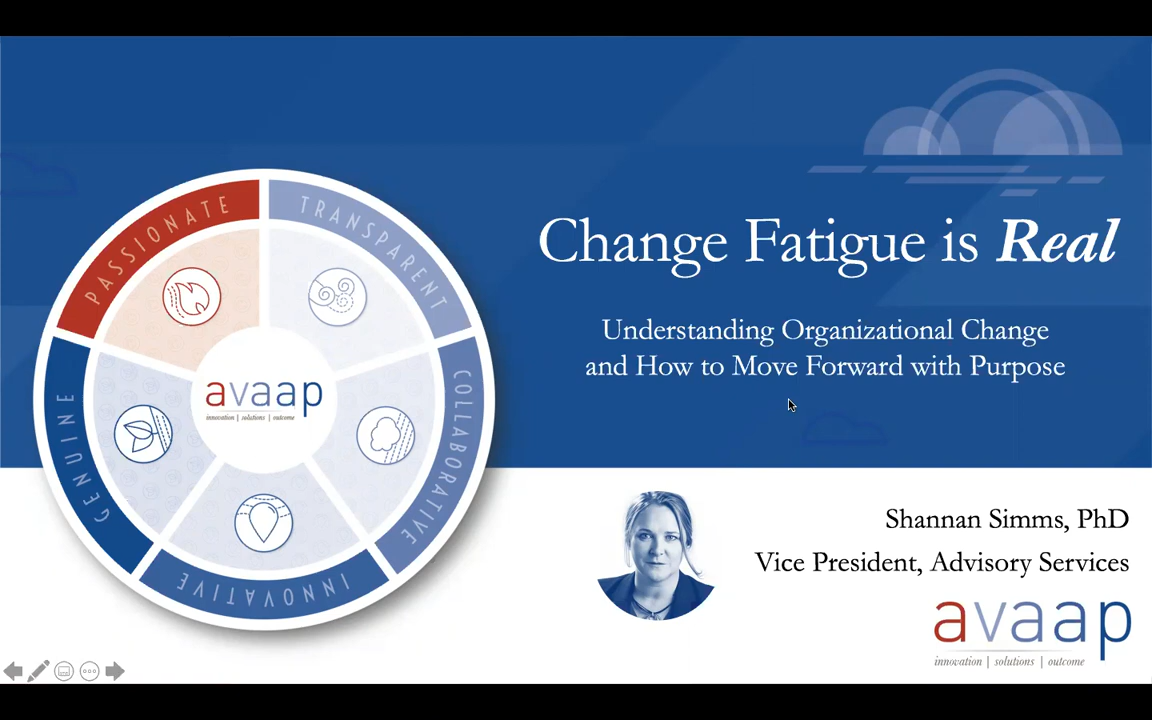 PASSIONATE
TRANSPARENT
COLLABORATIVE
INNOVATIVE
GENUINE
avaap
innovation | solutions | outcome
Change Fatigue is Real
Understanding Organizational Change
and How to Move Forward with Purpose
Shannan Simms, PhD
Vice President, Advisory Services
avaap
innovation | solutions | outcome